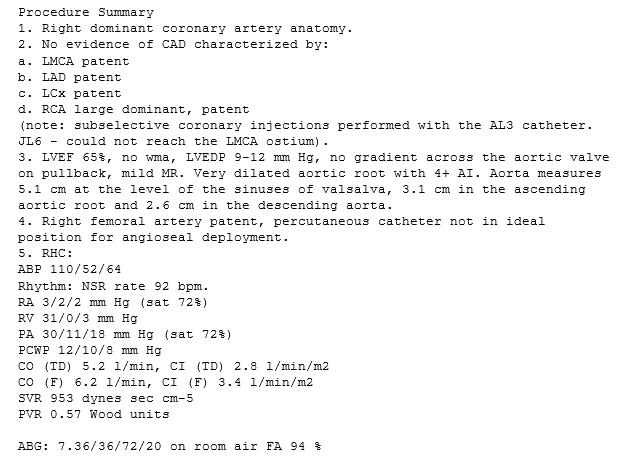 Procedure Summary
1. Right dominant coronary artery anatomy.
2. No evidence of CAD characterized by:
a. LMCA patent
b. LAD patent
c. LCx patent
d. RCA large dominant, patent
(note: subselective coronary injections performed with the AL3 catheter.
JL6 - could not reach the LMCA ostium).
3. LVEF 65%, no wma, LVEDP 9-12 mm Hg, no gradient across the aortic valve
on pullback, mild MR. Very dilated aortic root with 4+ AI. Aorta measures
5.1 cm at the level of the sinuses of valsalva, 3.1 cm in the ascending
aortic root and 2.6 cm in the descending aorta.
4. Right femoral artery patent, percutaneous catheter not in ideal
position for angioseal deployment.
5. RHC:
ABP 110/52/64
Rhythm: NSR rate 92 bpm.
RA 3/2/2 mm Hg (sat 72%)
RV 31/0/3 mm Hg
PA 30/11/18 mm Hg (sat 72%)
PCWP 12/10/8 mm Hg
CO (TD) 5.2 l/min, CI (TD) 2.8 l/min/m2
CO (F) 6.2 l/min, CI (F) 3.4 l/min/m2
SVR 953 dynes sec cm-5
PVR 0.57 Wood units
ABG: 7.36/36/72/20 on room air FA 94 %